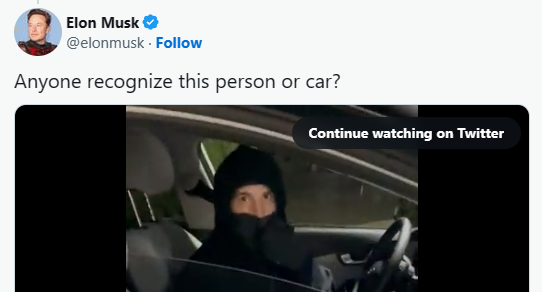 Elon Musk
@elonmusk · Follow
Anyone recognize this person or car?
Continue watching on Twitter